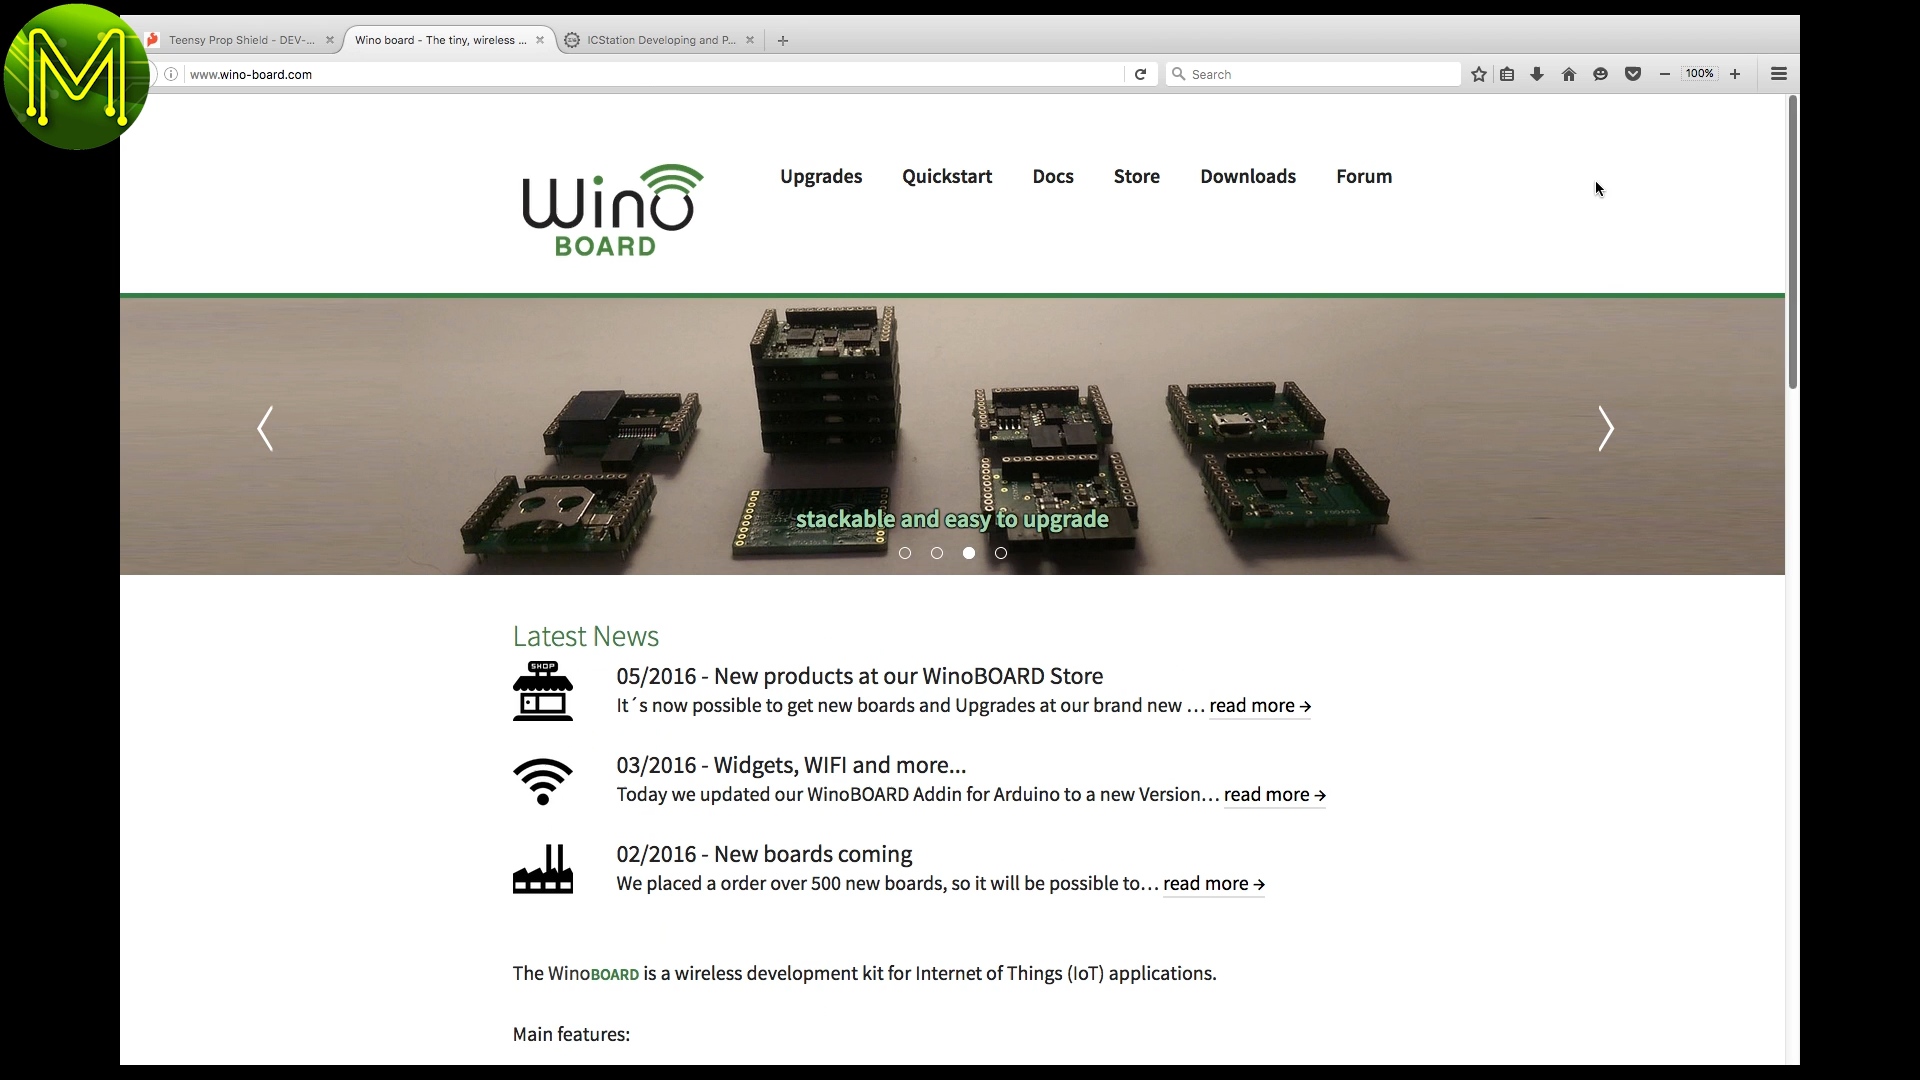 M
Teensy Prop Shield - DEV-...
Wino board - The tiny, wireless ...
ICStation Developing and P...
www.wino-board.com
Search
100%
Wino
BOARD
Upgrades
Quickstart
Docs
Store
Downloads
Forum
stackable and easy to upgrade
Latest News
SHOP
05/2016 - New products at our WinoBOARD Store
It´s now possible to get new boards and Upgrades at our brand new … read more →
03/2016 - Widgets, WIFI and more...
Today we updated our WinoBOARD Addin for Arduino to a new Version… read more →
02/2016 - New boards coming
We placed a order over 500 new boards, so it will be possible to… read more →
The WinoBOARD is a wireless development kit for Internet of Things (IoT) applications.
Main features: